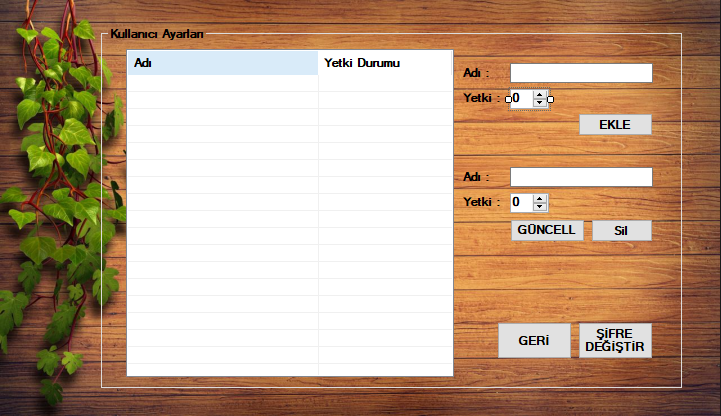 Kullanıcı Ayarları
Adı Yetki Durumu
Adı :
Yetki : 0
EKLE
Adı :
Yetki : 0
GÜNCELL Sil
GERİ
ŞİFRE
DEĞİŞTİR